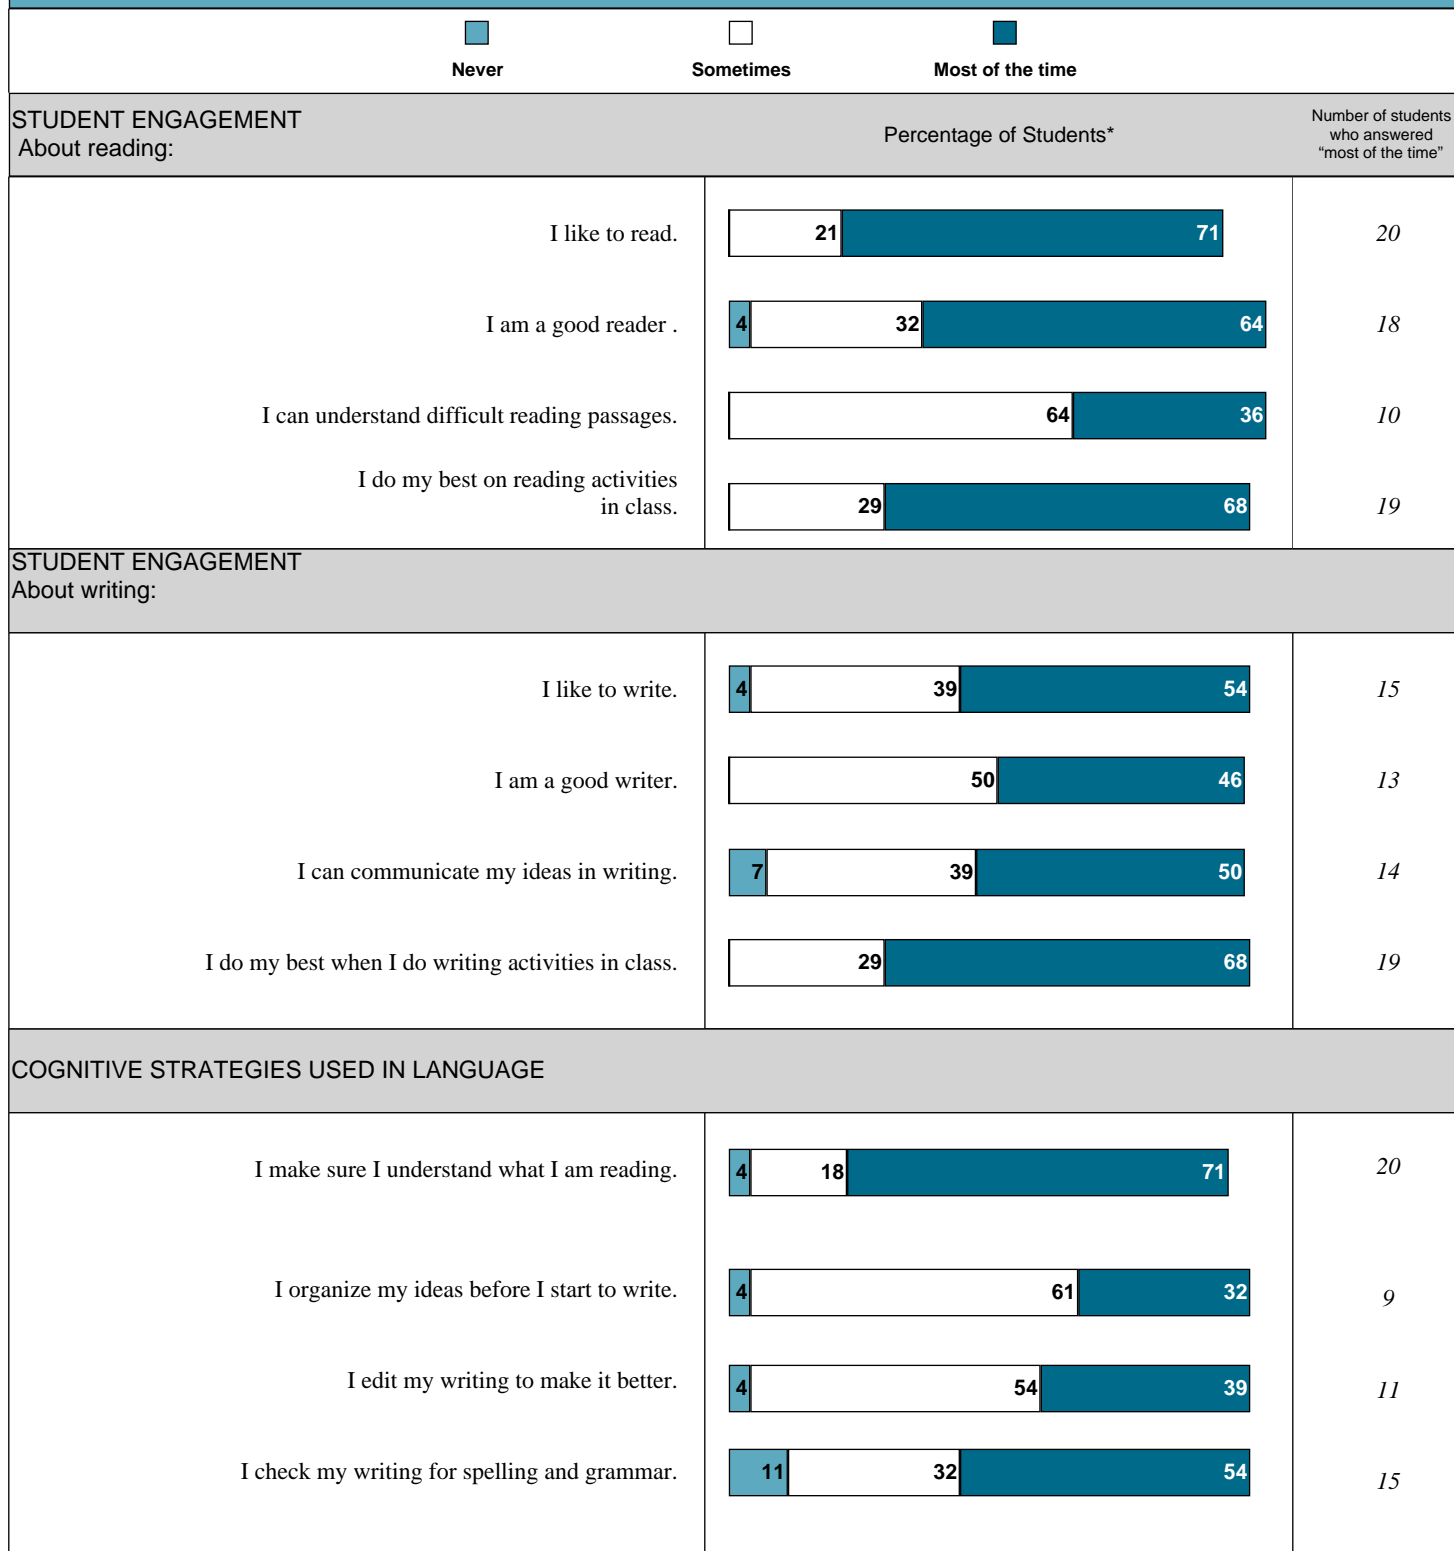 Never Sometimes Most of the time
STUDENT ENGAGEMENT
About reading:
Percentage of Students*
Number of students
who answered
“most of the time”
I like to read. 21 71 20
I am a good reader . 4 32 64 18
I can understand difficult reading passages. 64 36 10
I do my best on reading activities
in class. 29 68 19
STUDENT ENGAGEMENT
About writing:
I like to write. 4 39 54 15
I am a good writer. 50 46 13
I can communicate my ideas in writing. 7 39 50 14
I do my best when I do writing activities in class. 29 68 19
COGNITIVE STRATEGIES USED IN LANGUAGE
I make sure I understand what I am reading. 4 18 71 20
I organize my ideas before I start to write. 4 61 32 9
I edit my writing to make it better. 4 54 39 11
I check my writing for spelling and grammar. 11 32 54 15